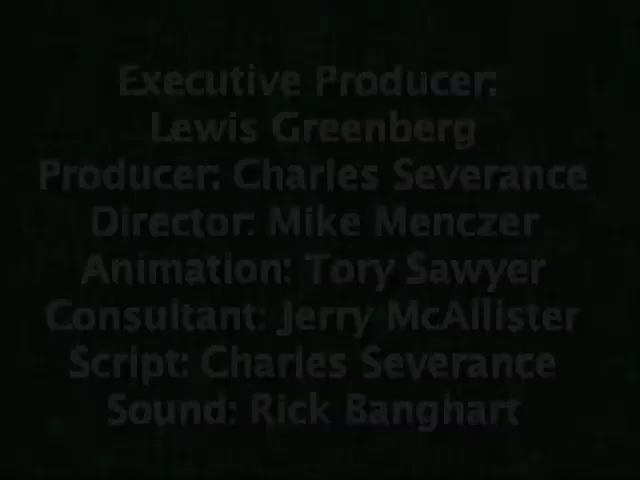 Executive Producer:
Lewis Greenberg
Producer: Charles Severance
Director: Mike Menczer
Animation: Tory Sawyer
Consultant: Jerry McAllister
Script: Charles Severance
Sound: Rick Banghart